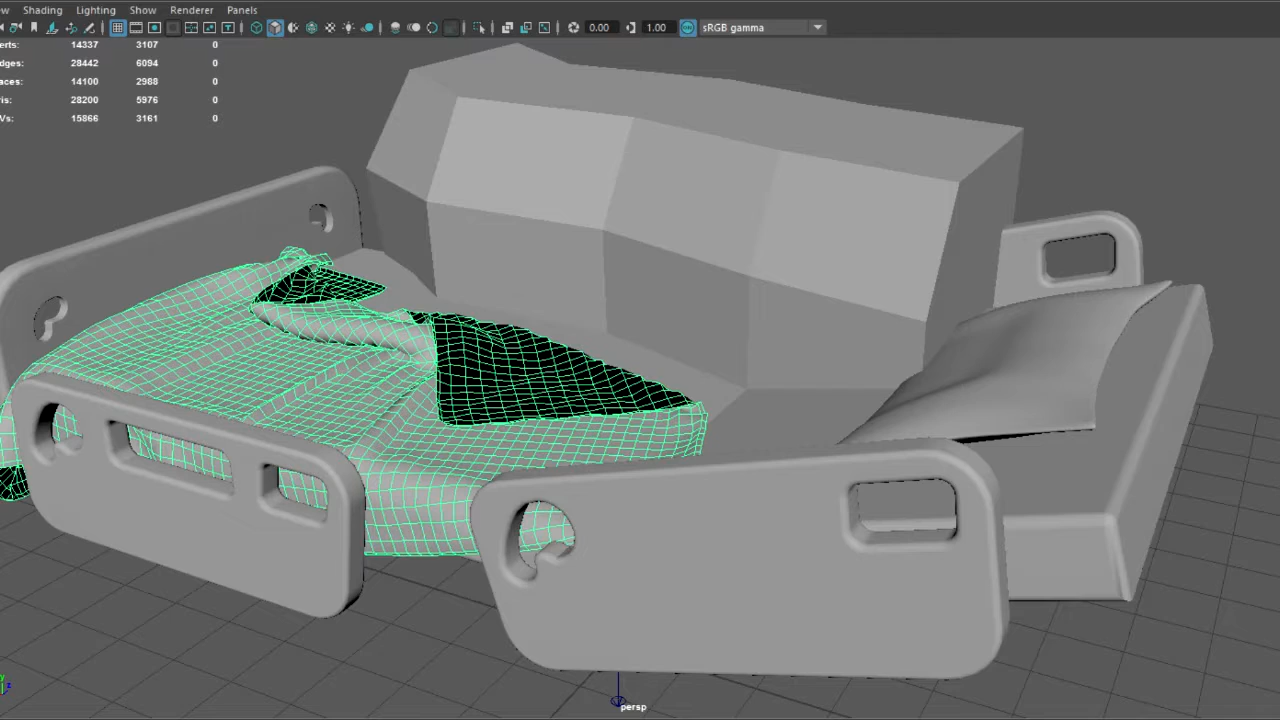 ew Shading Lighting Show Renderer Panels
0.00 1.00 sRGB gamma
erts: 14337 3107 0
dges: 28442 6094 0
aces: 14100 2988 0
ris: 28200 5976 0
Vs: 15866 3161 0
y
z
persp